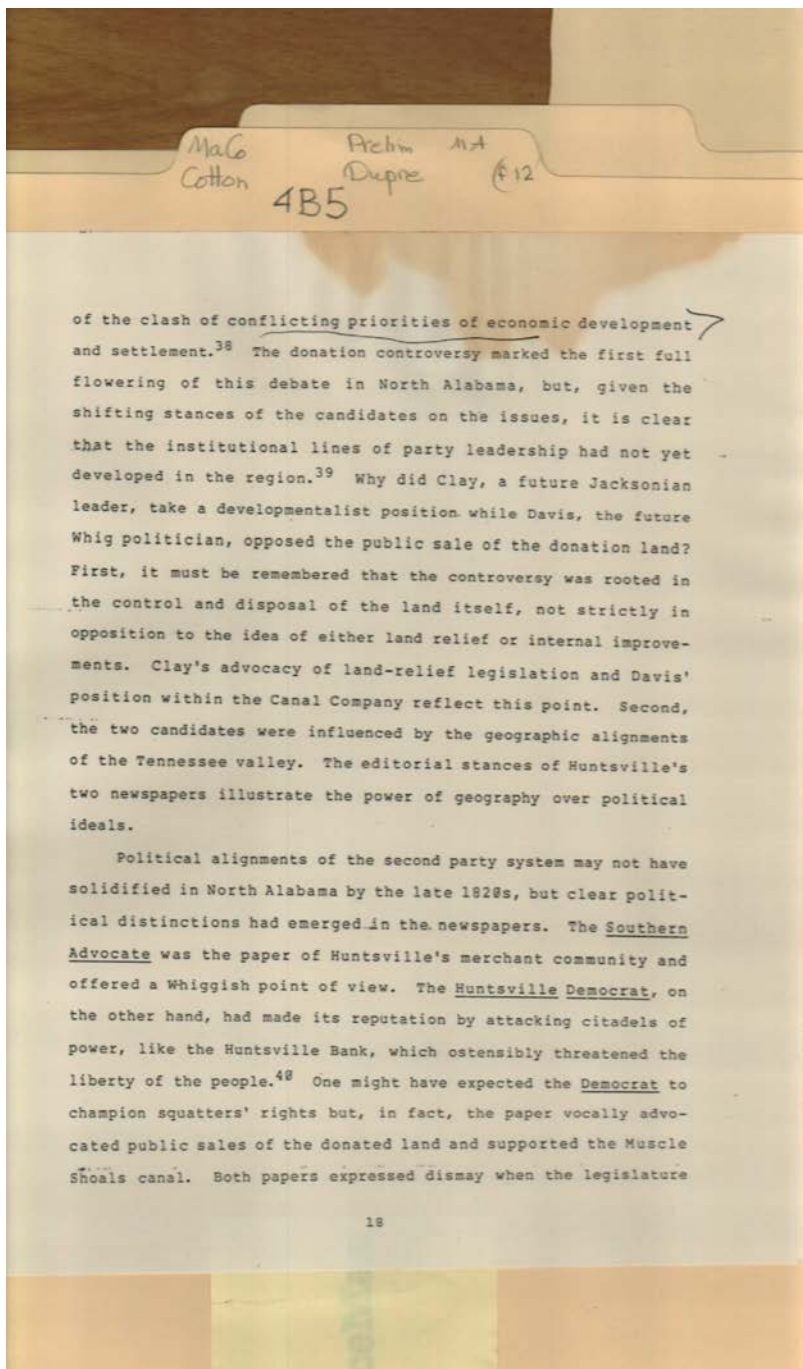 MaCo Prelim MA
Cotton Dupre
4B5
of the clash of conflicting priorities of economic development
and settlement.38 The donation controversy marked the first full
flowering of this debate in North Alabama, but, given the
shifting stances of the candidates on the issues, it is clear
that the institutional lines of party leadership had not yet
developed in the region.39 Why did Clay, a future Jacksonian
leader, take a developmentalist position while Davis, the future
Whig politician, opposed the public sale of the donation land?
First, it must be remembered that the controversy was rooted in
the control and disposal of the land itself, not strictly in
opposition to the idea of either land relief or internal improve-
ments. Clay's advocacy of land-relief legislation and Davis'
position within the Canal Company reflect this point. Second,
the two candidates were influenced by the geographic alignments
of the Tennessee valley. The editorial stances of Huntsville's
two newspapers illustrate the power of geography over political
ideals.
Political alignments of the second party system may not have
solidified in North Alabama by the late 1820s, but clear polit-
ical distinctions had emerged in the newspapers. The Southern
Advocate was the paper of Huntsville's merchant community and
offered a Whiggish point of view. The Huntsville Democrat, on
the other hand, had made its reputation by attacking citadels of
power, like the Huntsville Bank, which ostensibly threatened the
liberty of the people.40 One might have expected the Democrat to
champion squatters' rights but, in fact, the paper vocally advo-
cated public sales of the donated land and supported the Muscle
Shoals canal. Both papers expressed dismay when the legislature
18